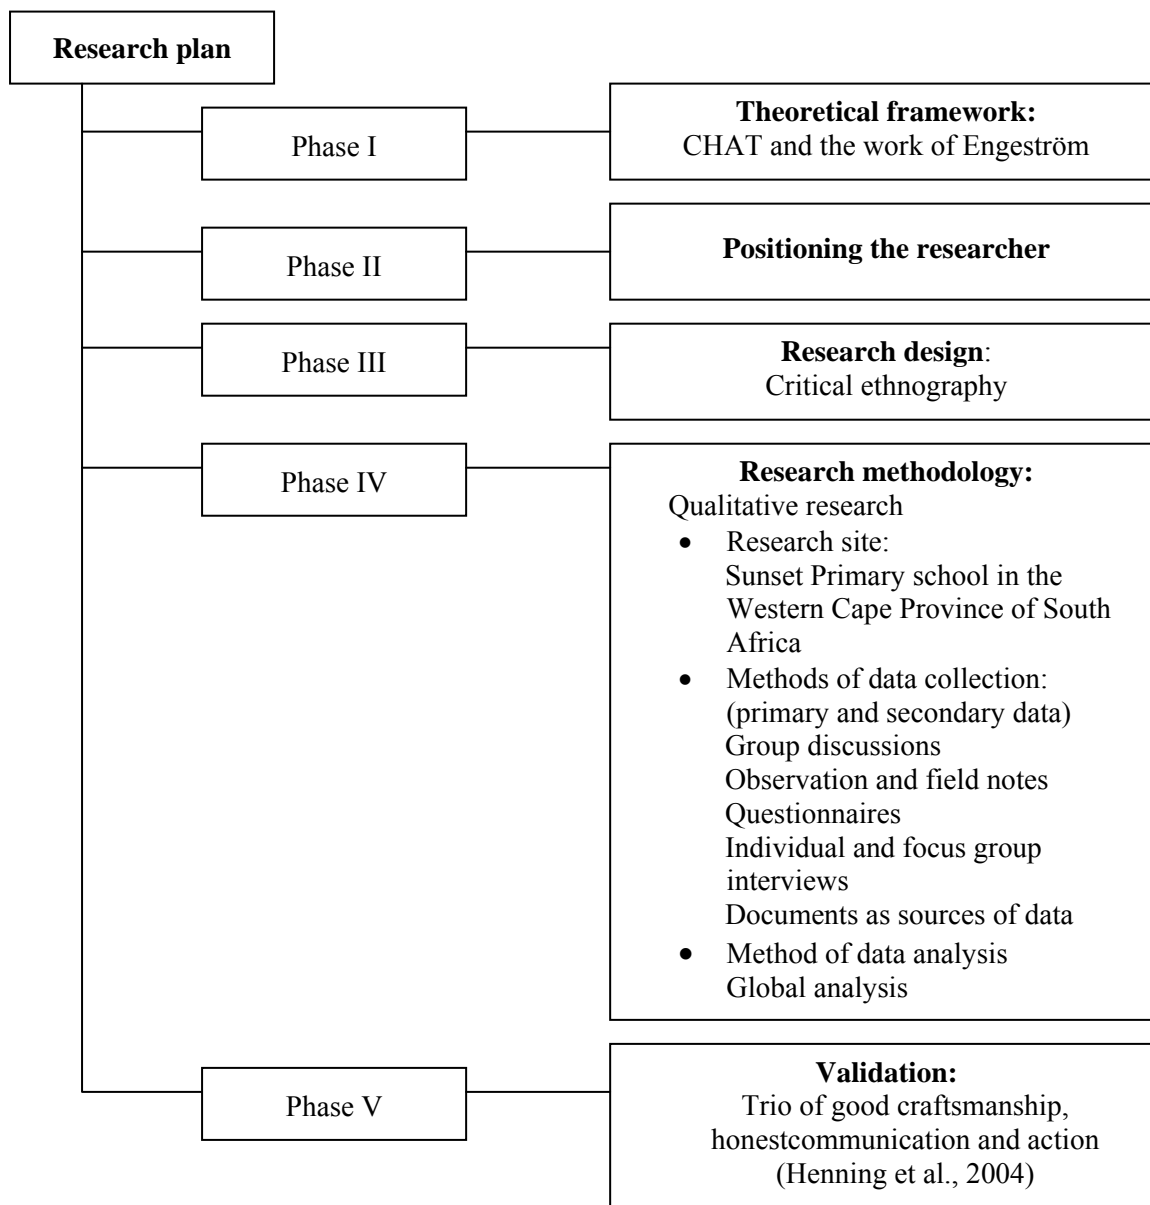 Research plan
Phase I
Theoretical framework:
CHAT and the work of Engeström
Phase II
Positioning the researcher
Phase III
Research design:
Critical ethnography
Phase IV
Research methodology:
Qualitative research
• Research site:
Sunset Primary school in the
Western Cape Province of South
Africa
• Methods of data collection:
(primary and secondary data)
Group discussions
Observation and field notes
Questionnaires
Individual and focus group
interviews
Documents as sources of data
• Method of data analysis
Global analysis
Phase V
Validation:
Trio of good craftsmanship,
honestcommunication and action
(Henning et al., 2004)